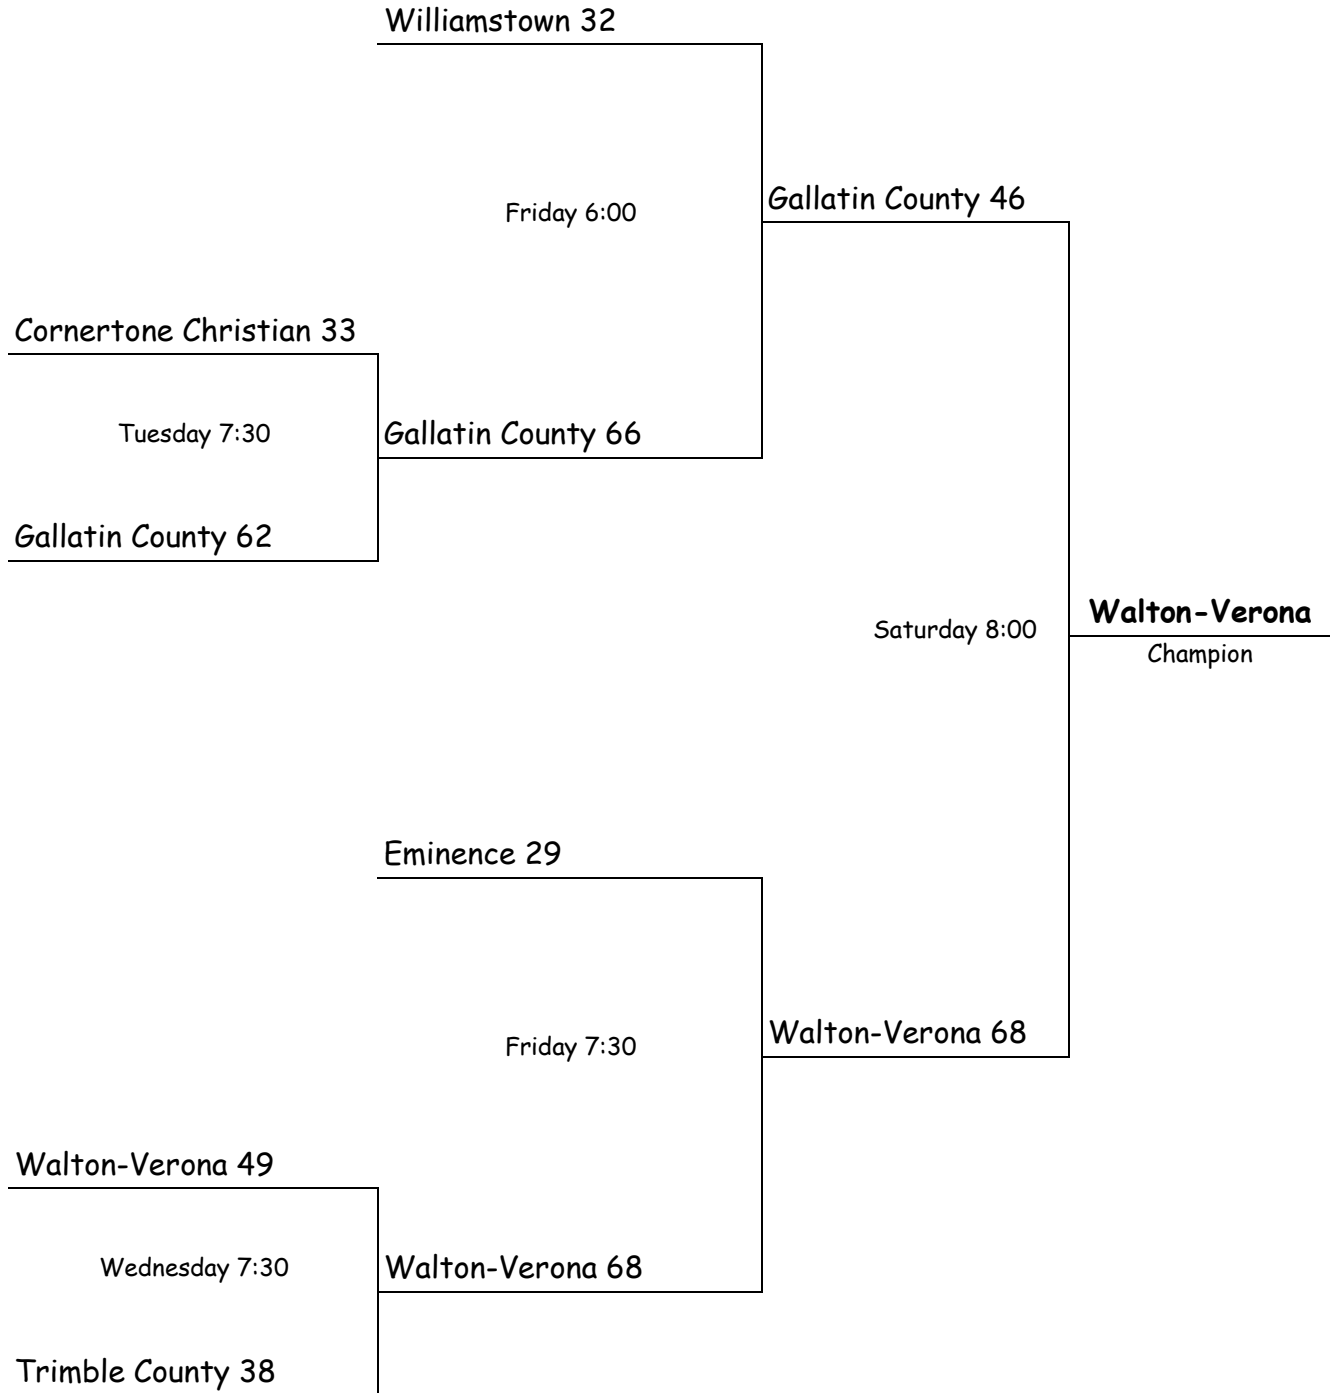 Williamstown 32
Gallatin County 46
Friday 6:00
Cornertone Christian 33
Tuesday 7:30
Gallatin County 66
Gallatin County 62
Walton-Verona
Saturday 8:00
Champion
Eminence 29
Walton-Verona 68
Friday 7:30
Walton-Verona 49
Wednesday 7:30
Walton-Verona 68
Trimble County 38